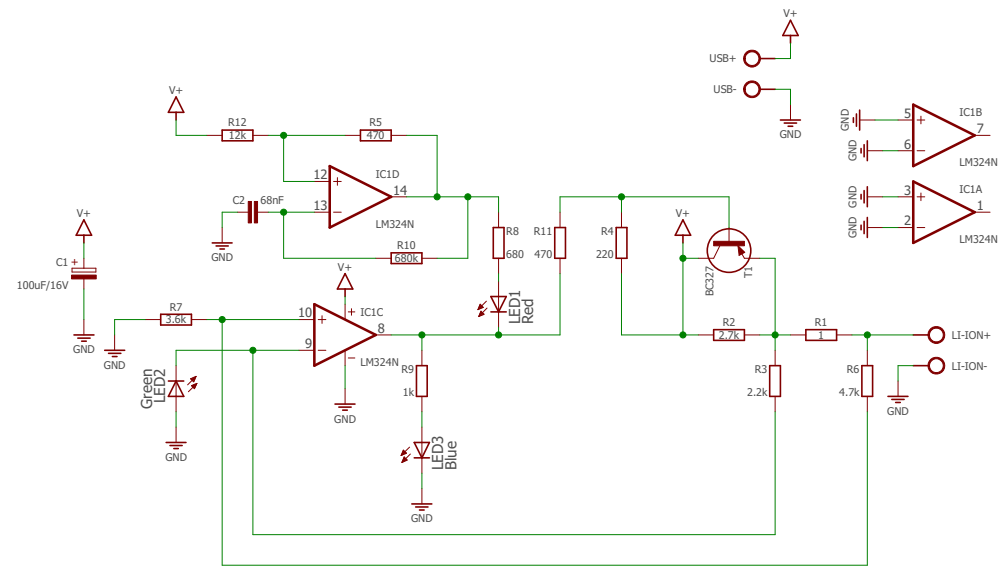 V+
USB+
USB-
GND
V+
R12
12k
R5
470
IC1D
12
13
14
LM324N
C2
68nF
GND
R10
680k
GND
5
6
7
IC1B
LM324N
GND
GND
3
2
1
IC1A
LM324N
GND
V+
C1
100uF/16V
GND
R8
680
R11
470
R4
220
V+
BC327
T1
LED1
Red
V+
IC1C
10
9
8
LM324N
GND
R7
3.6k
GND
Green
LED2
GND
R9
1k
LED3
Blue
GND
R2
2.7k
R1
1
R3
2.2k
R6
4.7k
LI-ION+
LI-ION-
GND